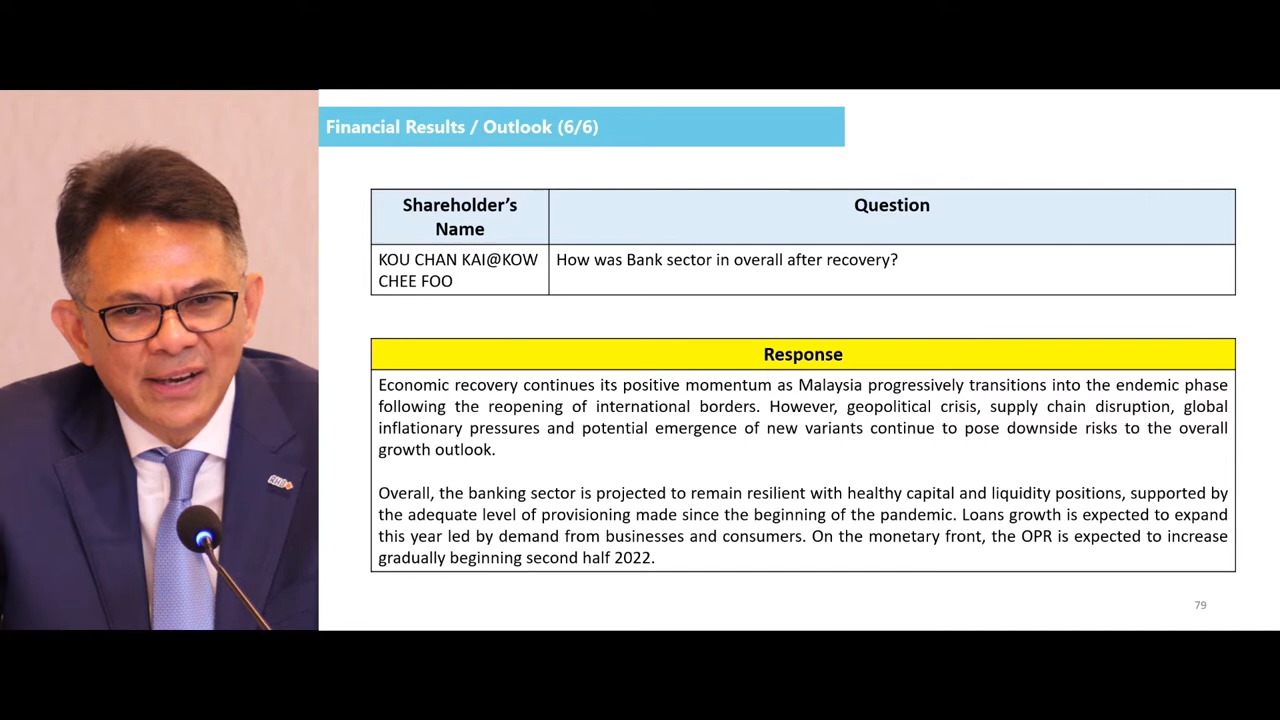 Financial Results / Outlook (6/6)
Shareholder's
Name
Question
KOU CHAN KAI@KOW
CHEE FOO
How was Bank sector in overall after recovery?
Response
Economic recovery continues its positive momentum as Malaysia progressively transitions into the endemic phase
following the reopening of international borders. However, geopolitical crisis, supply chain disruption, global
inflationary pressures and potential emergence of new variants continue to pose downside risks to the overall
growth outlook.
Overall, the banking sector is projected to remain resilient with healthy capital and liquidity positions, supported by
the adequate level of provisioning made since the beginning of the pandemic. Loans growth is expected to expand
this year led by demand from businesses and consumers. On the monetary front, the OPR is expected to increase
gradually beginning second half 2022.
79